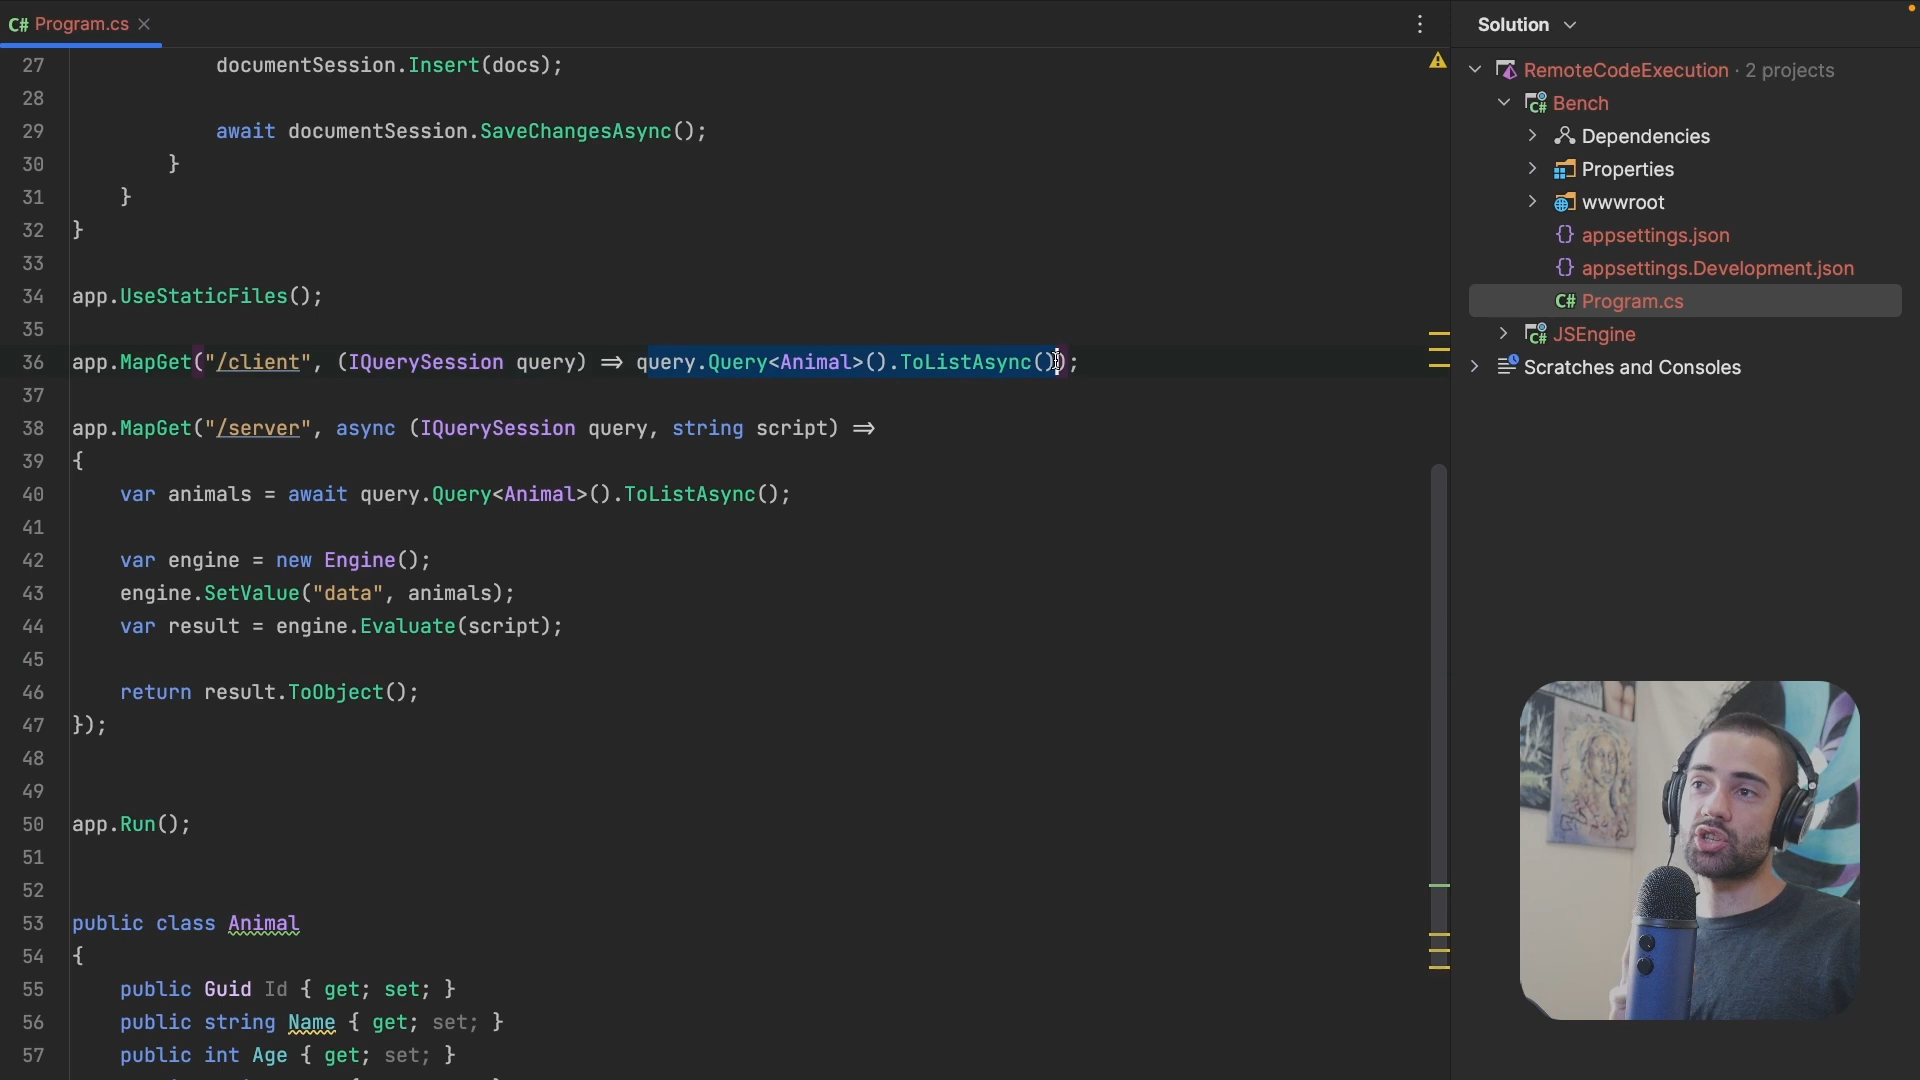 C# Program.cs
27 documentSession.Insert(docs);
28
29 await documentSession.SaveChangesAsync();
30 }
31 }
32 }
33
34 app.UseStaticFiles();
35
36 app.MapGet("/client", (IQuerySession query) => query.Query<Animal>().ToListAsync());
37
38 app.MapGet("/server", async (IQuerySession query, string script) =>
39 {
40 var animals = await query.Query<Animal>().ToListAsync();
41
42 var engine = new Engine();
43 engine.SetValue("data", animals);
44 var result = engine.Evaluate(script);
45
46 return result.ToObject();
47 });
48
49
50 app.Run();
51
52
53 public class Animal
54 {
55 public Guid Id { get; set; }
56 public string Name { get; set; }
57 public int Age { get; set; }
Solution
RemoteCodeExecution · 2 projects
C# Bench
Dependencies
Properties
wwwroot
{} appsettings.json
{} appsettings.Development.json
C# Program.cs
C# JSEngine
Scratches and Consoles